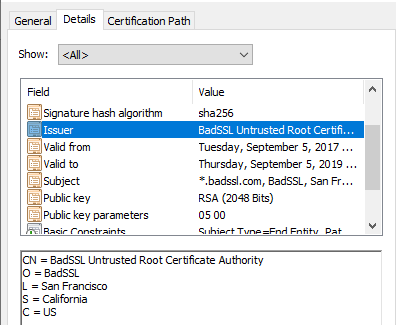 General Details Certification Path
Show: <All>
Field Value
Signature hash algorithm sha256
Issuer BadSSL Untrusted Root Certifi...
Valid from Tuesday, September 5, 2017 ...
Valid to Thursday, September 5, 2019 ...
Subject *.badssl.com, BadSSL, San Fr...
Public key RSA (2048 Bits)
Public key parameters 05 00
Basic Constraints Subject Type=End Entity, Pat...
CN = BadSSL Untrusted Root Certificate Authority
O = BadSSL
L = San Francisco
S = California
C = US